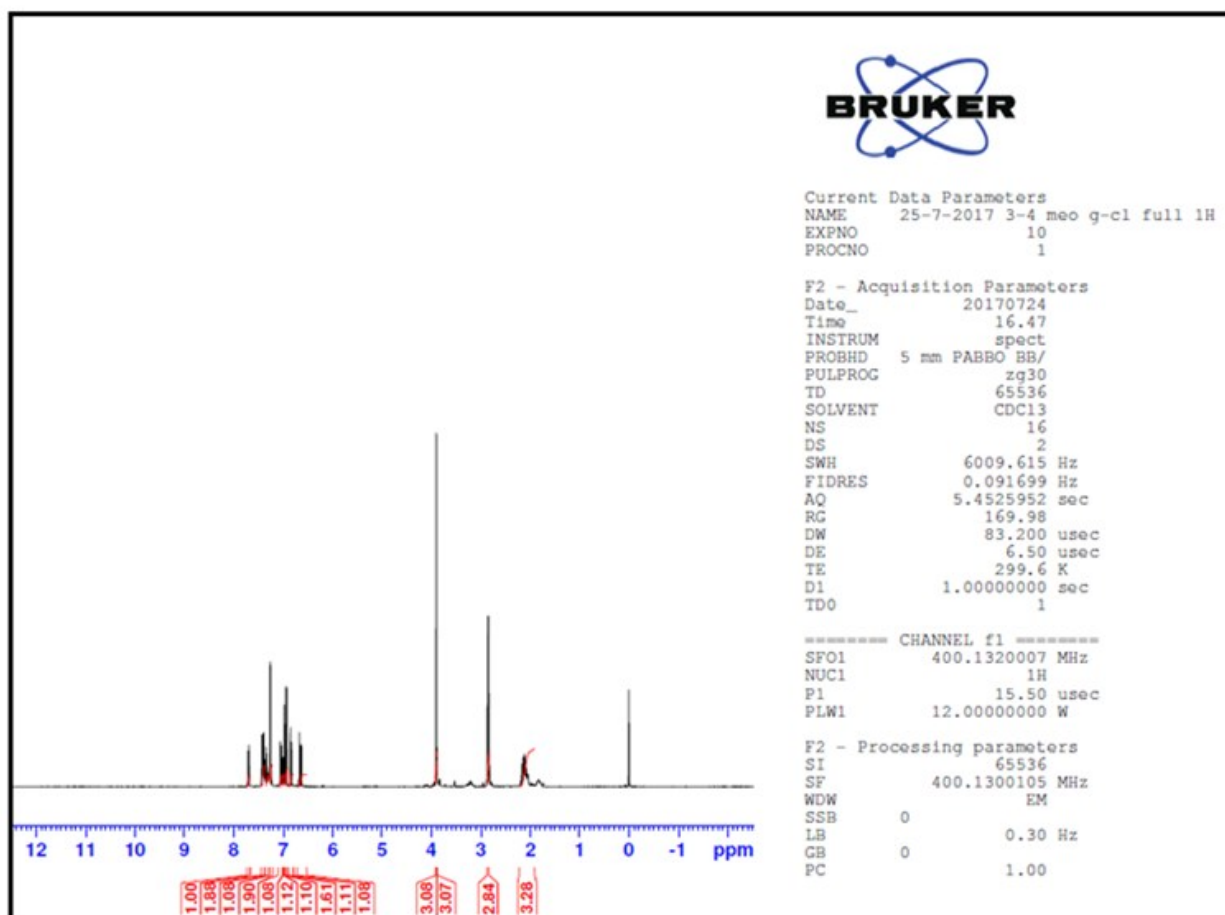 BRUKER
Current Data Parameters
NAME 25-7-2017 3-4 meo g-cl full 1H
EXPNO 10
PROCNO 1
F2 - Acquisition Parameters
Date_ 20170724
Time 16.47
INSTRUM spect
PROBHD 5 mm PABBO BB/
PULPROG zg30
TD 65536
SOLVENT CDCl3
NS 16
DS 2
SWH 6009.615 Hz
FIDRES 0.091699 Hz
AQ 5.4525952 sec
RG 169.98
DW 83.200 usec
DE 6.50 usec
TE 299.6 K
D1 1.00000000 sec
TD0 1
======== CHANNEL f1 ========
SFO1 400.1320007 MHz
NUC1 1H
P1 15.50 usec
PLW1 12.00000000 W
F2 - Processing parameters
SI 65536
SF 400.1300105 MHz
WDW EM
SSB 0
LB 0.30 Hz
GB 0
PC 1.00
12 11 10 9 8 7 6 5 4 3 2 1 0 -1 ppm
1.00 1.88 1.08 1.90 1.08 1.12 1.10 1.61 1.11 1.08 3.08 3.07 2.84 3.28